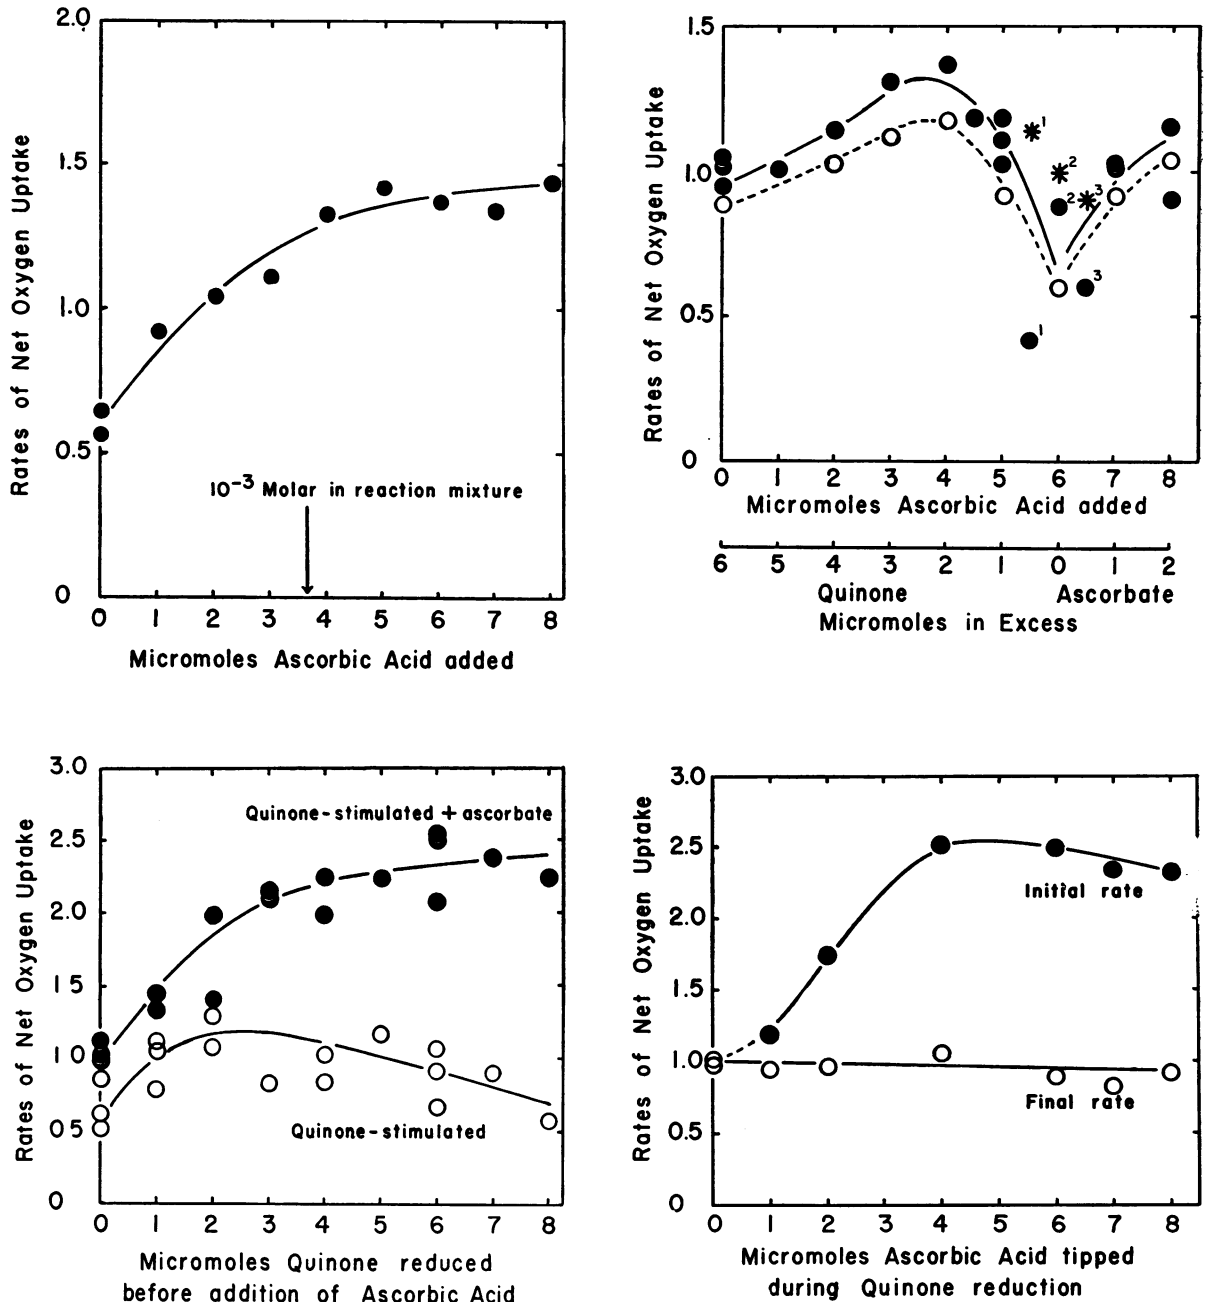 2.0
1.5
1.0
0.5
0
Rates of Net Oxygen Uptake
10⁻³ Molar in reaction mixture
0 1 2 3 4 5 6 7 8
Micromoles Ascorbic Acid added
1.5
1.0
0.5
0
Rates of Net Oxygen Uptake
1
2
2
3
3
1
0 1 2 3 4 5 6 7 8
Micromoles Ascorbic Acid added
6 5 4 3 2 1 0 1 2
Quinone Ascorbate
Micromoles in Excess
3.0
2.5
2.0
1 5
1 0
0 5
0
Rates of Net Oxygen Uptake
Quinone-stimulated + ascorbate
Quinone-stimulated
0 1 2 3 4 5 6 7 8
Micromoles Quinone reduced
before addition of Ascorbic Acid
3.0
2.5
2.0
1.5
1.0
0.5
0
Rates of Net Oxygen Uptake
Initial rate
Final rate
0 1 2 3 4 5 6 7 8
Micromoles Ascorbic Acid tipped
during Quinone reduction